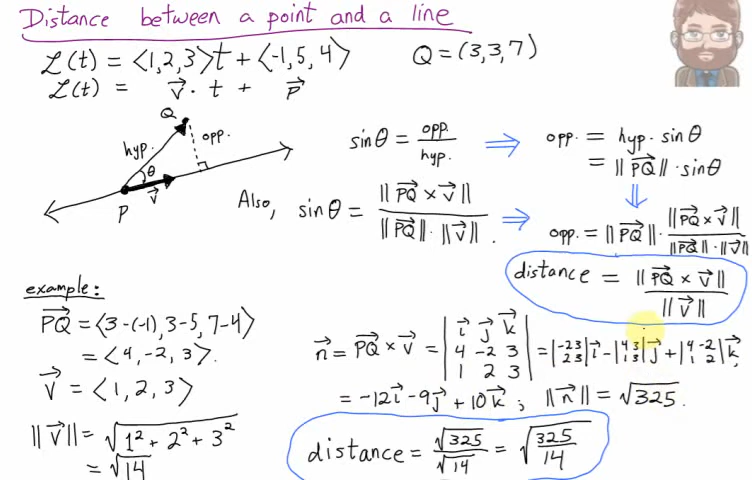 Distance between a point and a line
L(t) = ⟨1,2,3⟩t + ⟨-1,5,4⟩   Q = (3,3,7)
L(t) = v⃗ · t + p⃗
Q
hyp.   opp.
θ
v⃗
P
sinθ = opp./hyp. ⇒ opp. = hyp. sinθ
= ||PQ⃗|| · sinθ
⇓
Also, sinθ = ||PQ⃗ × v⃗|| / ||PQ⃗|| · ||v⃗|| . ⇒ opp. = ||PQ⃗|| · ||PQ⃗ × v⃗|| / ||PQ⃗|| · ||v⃗||
distance = ||PQ⃗ × v⃗|| / ||v⃗||
example:
PQ⃗ = ⟨3-(-1), 3-5, 7-4⟩
= ⟨4, -2, 3⟩.
v⃗ = ⟨1, 2, 3⟩
||v⃗|| = √(1² + 2² + 3²)
= √14
n⃗ = PQ⃗ × v⃗ = |i⃗ j⃗ k⃗; 4 -2 3; 1 2 3| = |-2 3; 2 3| i⃗ - |4 3; 1 3| j⃗ + |4 -2; 1 2| k⃗,
= -12i⃗ - 9j⃗ + 10k⃗ ; ||n⃗|| = √325.
distance = √325/√14 = √(325/14)